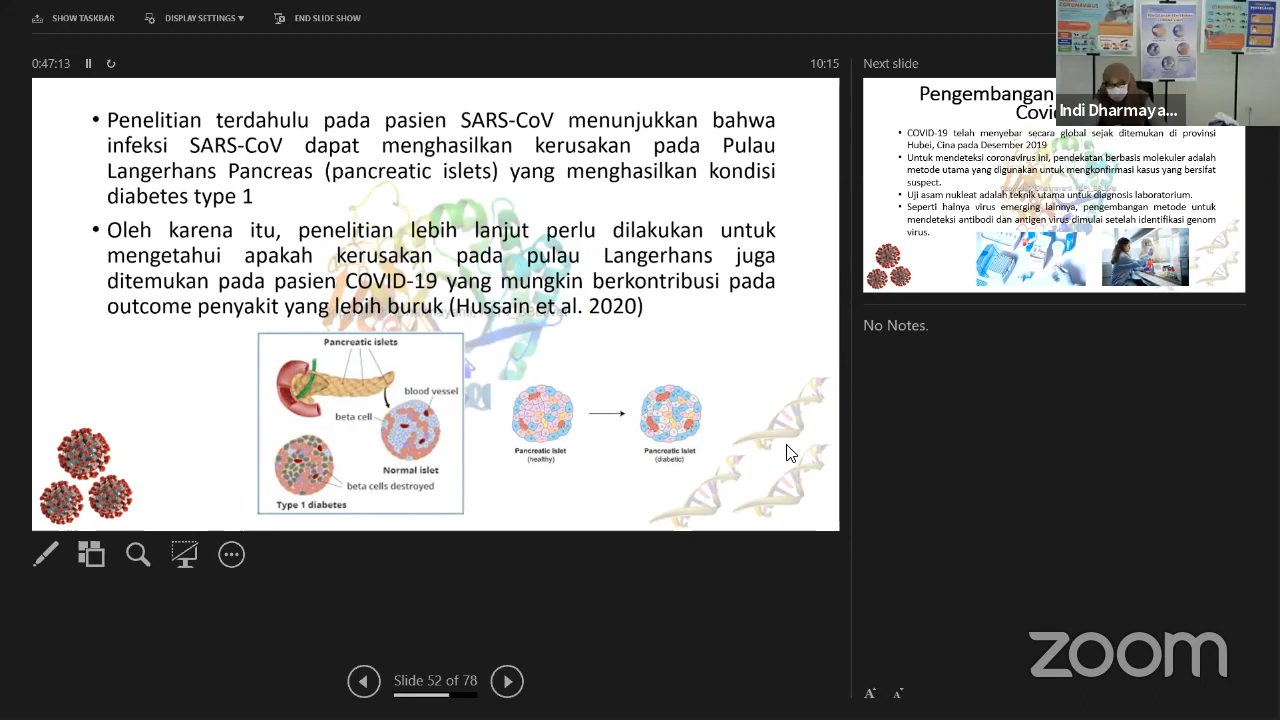 SHOW TASKBAR
DISPLAY SETTINGS ▼
END SLIDE SHOW
0:47:13
10:15
• Penelitian terdahulu pada pasien SARS-CoV menunjukkan bahwa
infeksi SARS-CoV dapat menghasilkan kerusakan pada Pulau
Langerhans Pancreas (pancreatic islets) yang menghasilkan kondisi
diabetes type 1
• Oleh karena itu, penelitian lebih lanjut perlu dilakukan untuk
mengetahui apakah kerusakan pada pulau Langerhans juga
ditemukan pada pasien COVID-19 yang mungkin berkontribusi pada
outcome penyakit yang lebih buruk (Hussain et al. 2020)
Pancreatic islets
blood vessel
beta cell
Normal islet
beta cells destroyed
Type 1 diabetes
Pancreatic Islet
(healthy)
Pancreatic Islet
(diabetic)
Slide 52 of 78
Next slide
Pengembangan
Covid
Indi Dharmaya...
• COVID-19 telah menyebar secara global sejak ditemukan di provinsi
Hubei, Cina pada Desember 2019
• Untuk mendeteksi coronavirus ini, pendekatan berbasis molekuler adalah
metode utama yang digunakan untuk mengkonfirmasi kasus yang bersifat
suspect.
• Uji asam nukleat adalah teknik utama untuk diagnosis laboratorium.
• Seperti halnya virus emerging lainnya, pengembangan metode untuk
mendeteksi antibodi dan antigen virus dimulai setelah identifikasi genom
virus.
No Notes.
zoom
A A